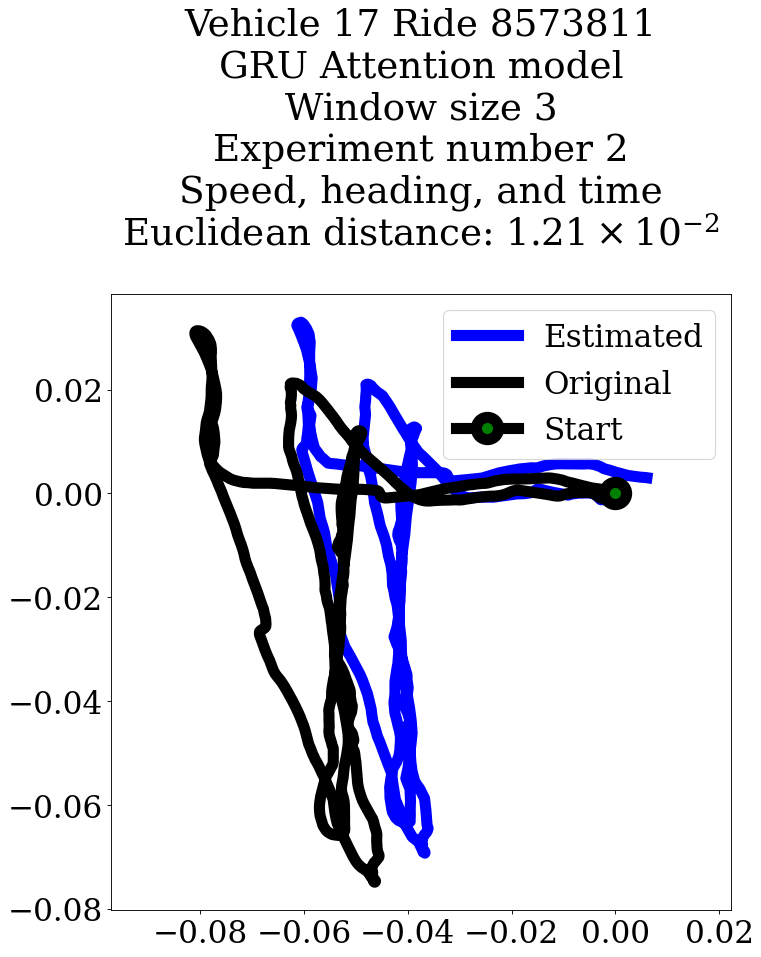 Vehicle 17 Ride 8573811
GRU Attention model
Window size 3
Experiment number 2
Speed, heading, and time
Euclidean distance: 1.21 × 10⁻²
Estimated
Original
Start
0.02
0.00
−0.02
−0.04
−0.06
−0.08
−0.08 −0.06 −0.04 −0.02 0.00 0.02